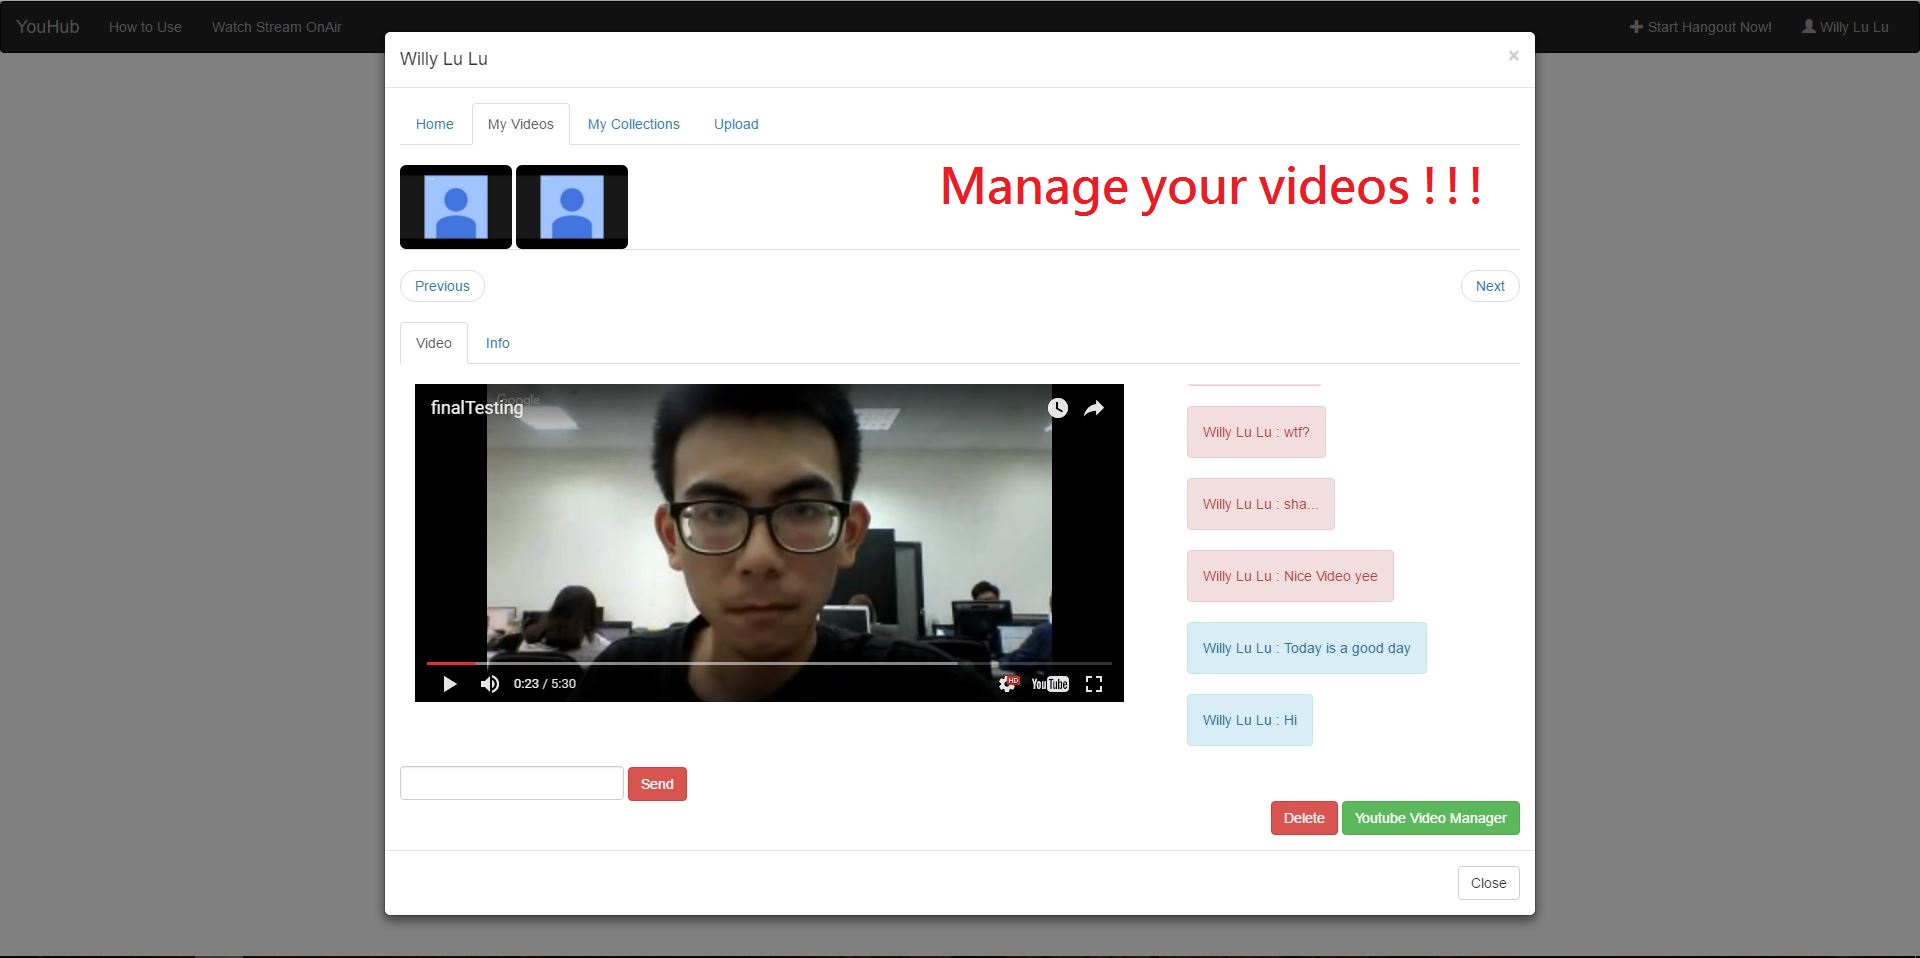 YouHub How to Use Watch Stream OnAir Start Hangout Now! Willy Lu Lu
Willy Lu Lu ×
Home My Videos My Collections Upload
Manage your videos !!!
Previous Next
Video Info
Google
finalTesting
Willy Lu Lu : wtf?
Willy Lu Lu : sha...
Willy Lu Lu : Nice Video yee
Willy Lu Lu : Today is a good day
0:23 / 5:30 HD YouTube
Willy Lu Lu : Hi
Send
Delete Youtube Video Manager
Close